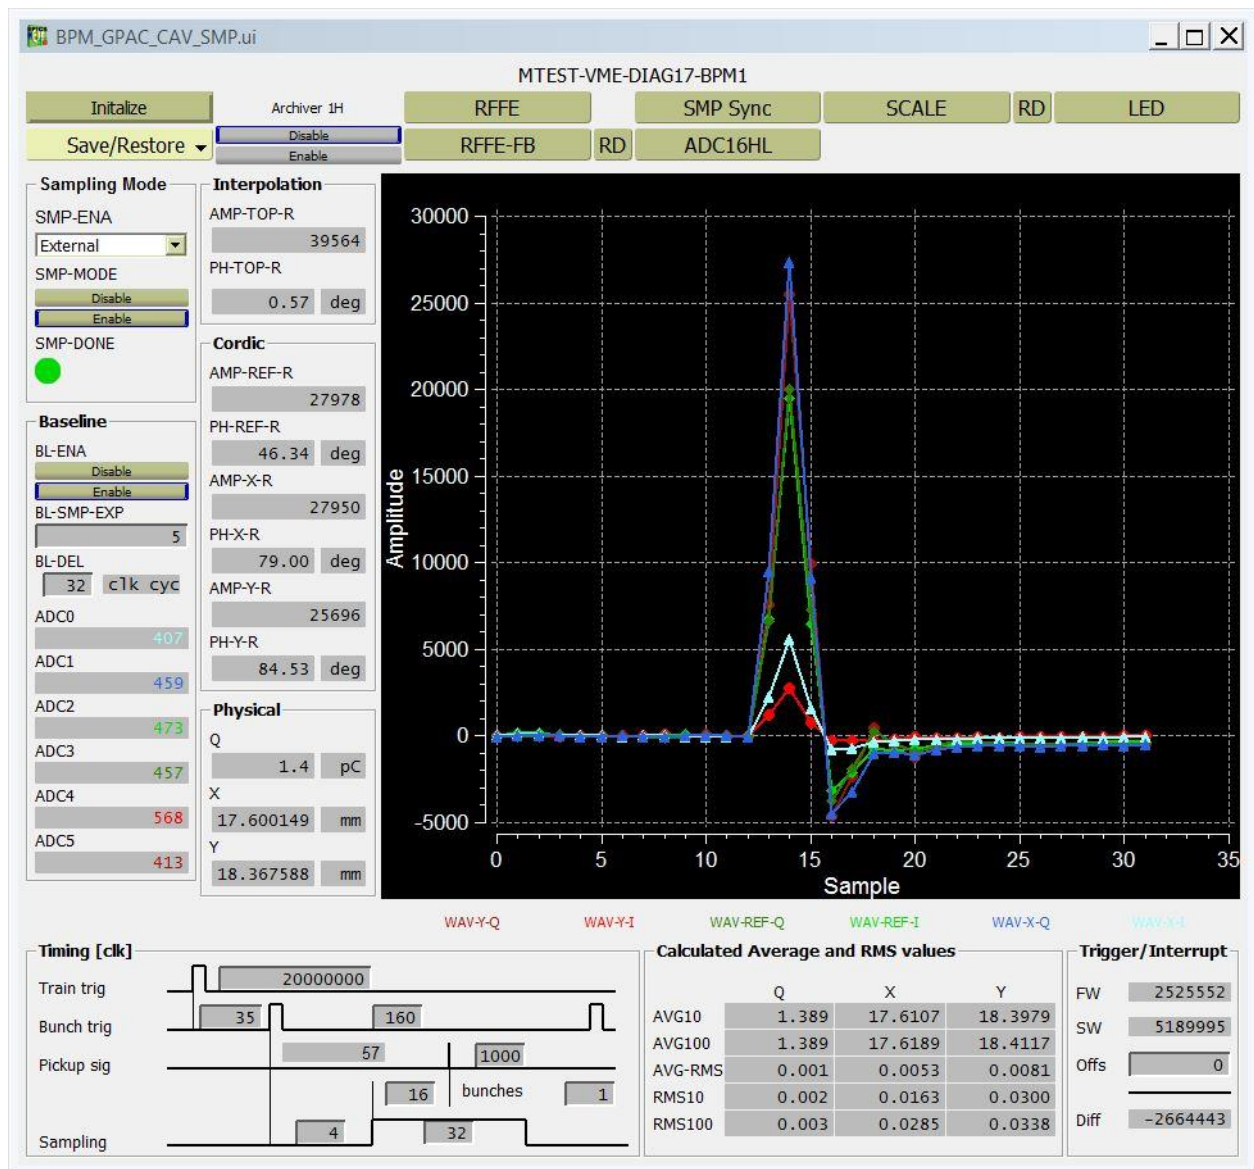 BPM_GPAC_CAV_SMP.ui
MTEST-VME-DIAG17-BPM1
Initalize
Archiver 1H
RFFE
SMP Sync
SCALE
RD
LED
Save/Restore
Disable
Enable
RFFE-FB
RD
ADC16HL
Sampling Mode
SMP-ENA
External
SMP-MODE
Disable
Enable
SMP-DONE
Baseline
BL-ENA
Disable
Enable
BL-SMP-EXP
5
BL-DEL
32 clk cyc
ADC0
407
ADC1
459
ADC2
473
ADC3
457
ADC4
568
ADC5
413
Interpolation
AMP-TOP-R
39564
PH-TOP-R
0.57 deg
Cordic
AMP-REF-R
27978
PH-REF-R
46.34 deg
AMP-X-R
27950
PH-X-R
79.00 deg
AMP-Y-R
25696
PH-Y-R
84.53 deg
Physical
Q
1.4 pC
X
17.600149 mm
Y
18.367588 mm
Amplitude
30000
25000
20000
15000
10000
5000
0
-5000
0 5 10 15 20 25 30 35
Sample
WAV-Y-Q WAV-Y-I WAV-REF-Q WAV-REF-I WAV-X-Q WAV-X-I
Timing [clk]
Train trig
20000000
Bunch trig
35 160
Pickup sig
57 1000
16 bunches 1
Sampling
4 32
Calculated Average and RMS values
Q X Y
AVG10 1.389 17.6107 18.3979
AVG100 1.389 17.6189 18.4117
AVG-RMS 0.001 0.0053 0.0081
RMS10 0.002 0.0163 0.0300
RMS100 0.003 0.0285 0.0338
Trigger/Interrupt
FW 2525552
SW 5189995
Offs 0
Diff -2664443